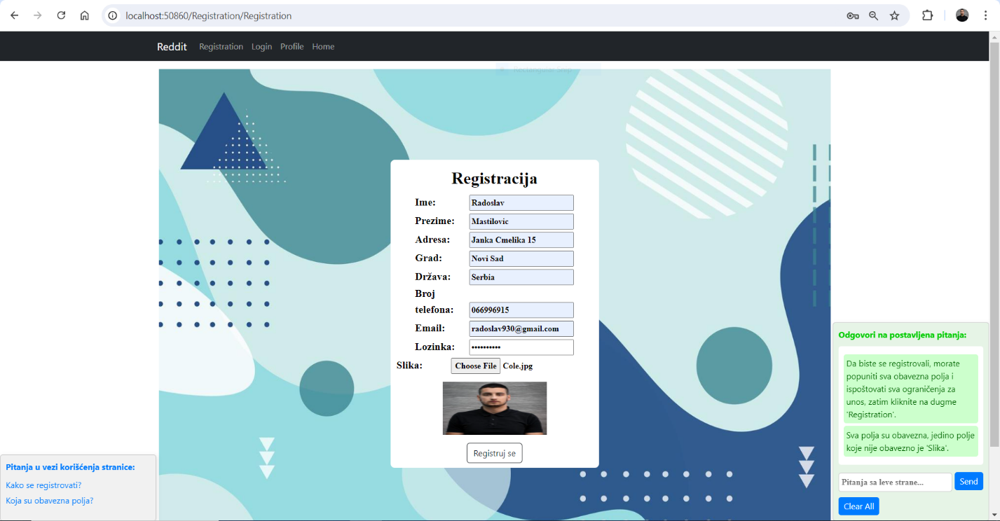 localhost:50860/Registration/Registration
Reddit Registration Login Profile Home
Rectangular Snip
Registracija
Ime: Radoslav
Prezime: Mastilovic
Adresa: Janka Cmelika 15
Grad: Novi Sad
Država: Serbia
Broj
telefona: 066996915
Email: radoslav930@gmail.com
Lozinka: ••••••••••
Slika: Choose File Cole.jpg
Registruj se
Pitanja u vezi korišćenja stranice:
Kako se registrovati?
Koja su obavezna polja?
Odgovori na postavljena pitanja:
Da biste se registrovali, morate
popuniti sva obavezna polja i
ispoštovati sva ograničenja za
unos, zatim kliknite na dugme
'Registration'.
Sva polja su obavezna, jedino polje
koje nije obavezno je 'Slika'.
Pitanja sa leve strane... Send
Clear All